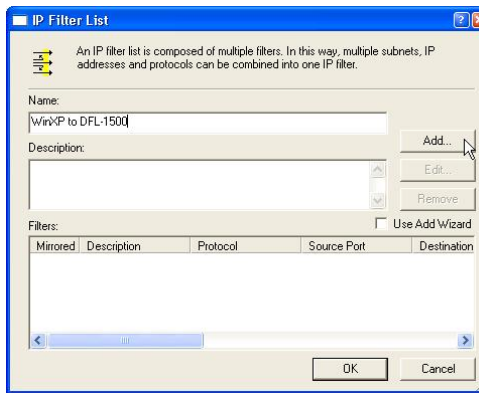 IP Filter List
An IP filter list is composed of multiple filters. In this way, multiple subnets, IP
addresses and protocols can be combined into one IP filter.
Name:
WinXP to DFL-1500
Add...
Description:
Edit...
Remove
Filters:
Use Add Wizard
Mirrored Description Protocol Source Port Destination
OK Cancel